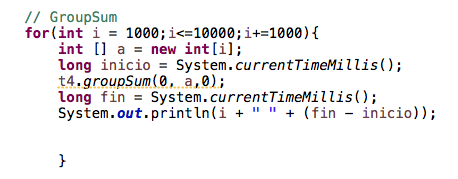 // GroupSum
for(int i = 1000;i<=10000;i+=1000){
int [] a = new int[i];
long inicio = System.currentTimeMillis();
t4.groupSum(0, a,0);
long fin = System.currentTimeMillis();
System.out.println(i + " " + (fin - inicio));
}